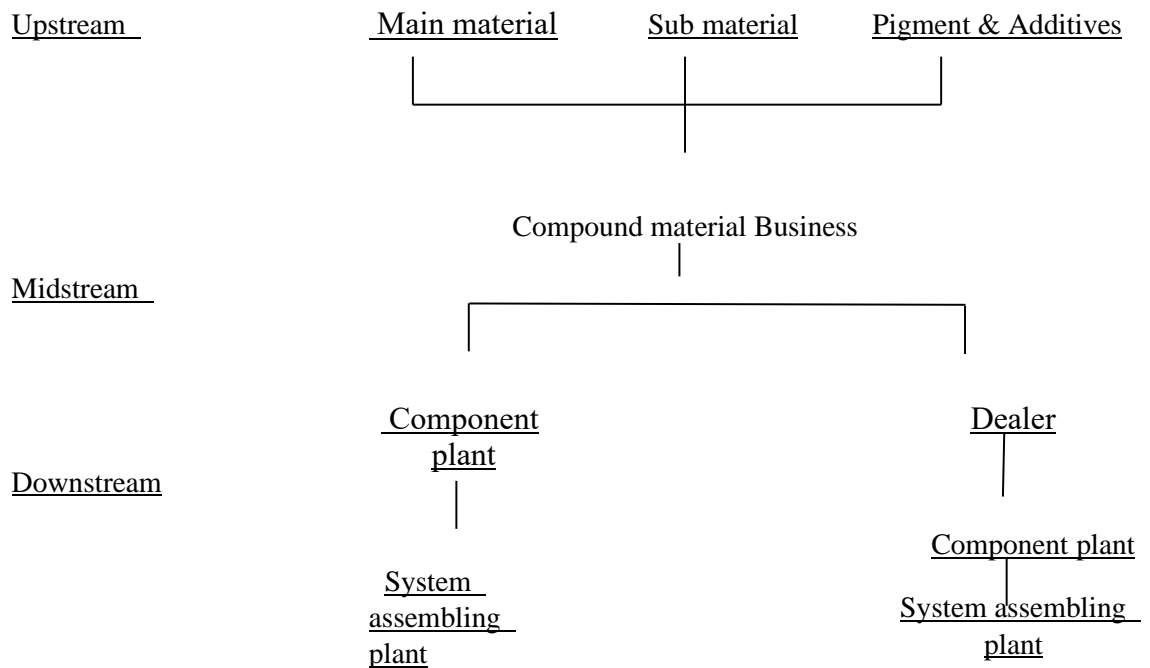 Upstream
Main material
Sub material
Pigment & Additives
Compound material Business
Midstream
Component
plant
Dealer
Downstream
Component plant
System
assembling
plant
System assembling
plant